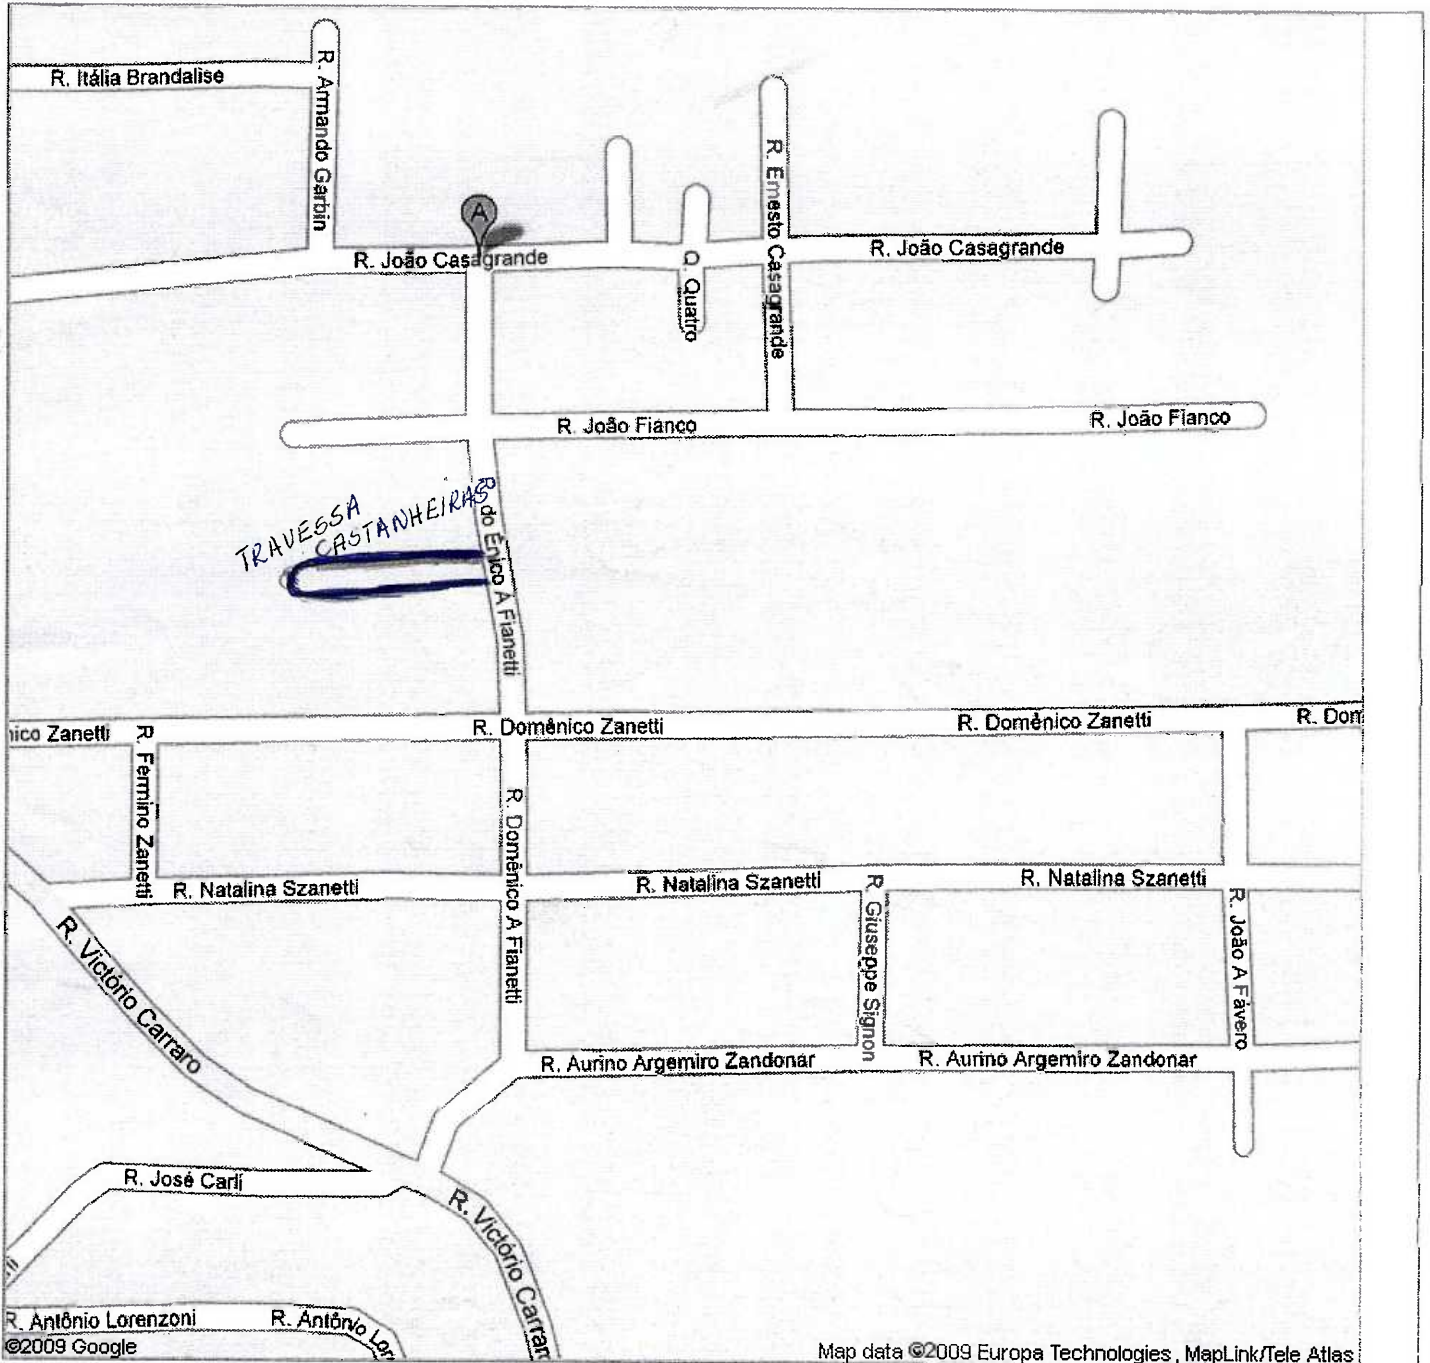 R. Itália Brandalise
R. Armando Garbin
A
R. João Casagrande
Q. Quatro
R. Ernesto Casagrande
R. João Casagrande
R. João Fianco
R. João Fianco
TRAVESSA
CASTANHEIRAS
do Ênico A Fianetti
nico Zanetti
R. Domênico Zanetti
R. Domênico Zanetti
R. Dom
R. Fermino Zanetti
R. Domênico A Fianetti
R. Natalina Szanetti
R. Natalina Szanetti
R. Natalina Szanetti
R. Giuseppe Signon
R. João A Favero
R. Victório Carraro
R. Aurino Argemiro Zandonar
R. Aurino Argemiro Zandonar
R. José Carli
R. Victório Carrar
R. Antônio Lorenzoni
R. Antônio Lor
©2009 Google
Map data ©2009 Europa Technologies, MapLink/Tele Atlas